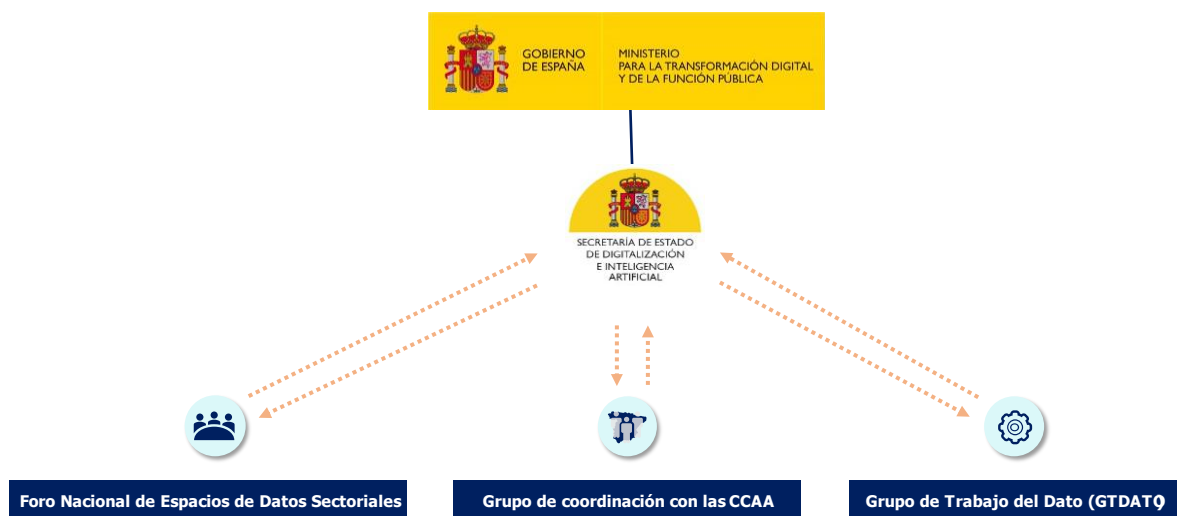 GOBIERNO
DE ESPAÑA
MINISTERIO
PARA LA TRANSFORMACIÓN DIGITAL
Y DE LA FUNCIÓN PÚBLICA
SECRETARÍA DE ESTADO
DE DIGITALIZACIÓN
E INTELIGENCIA
ARTIFICIAL
Foro Nacional de Espacios de Datos Sectoriales
Grupo de coordinación con las CCAA
Grupo de Trabajo del Dato (GTDATO)